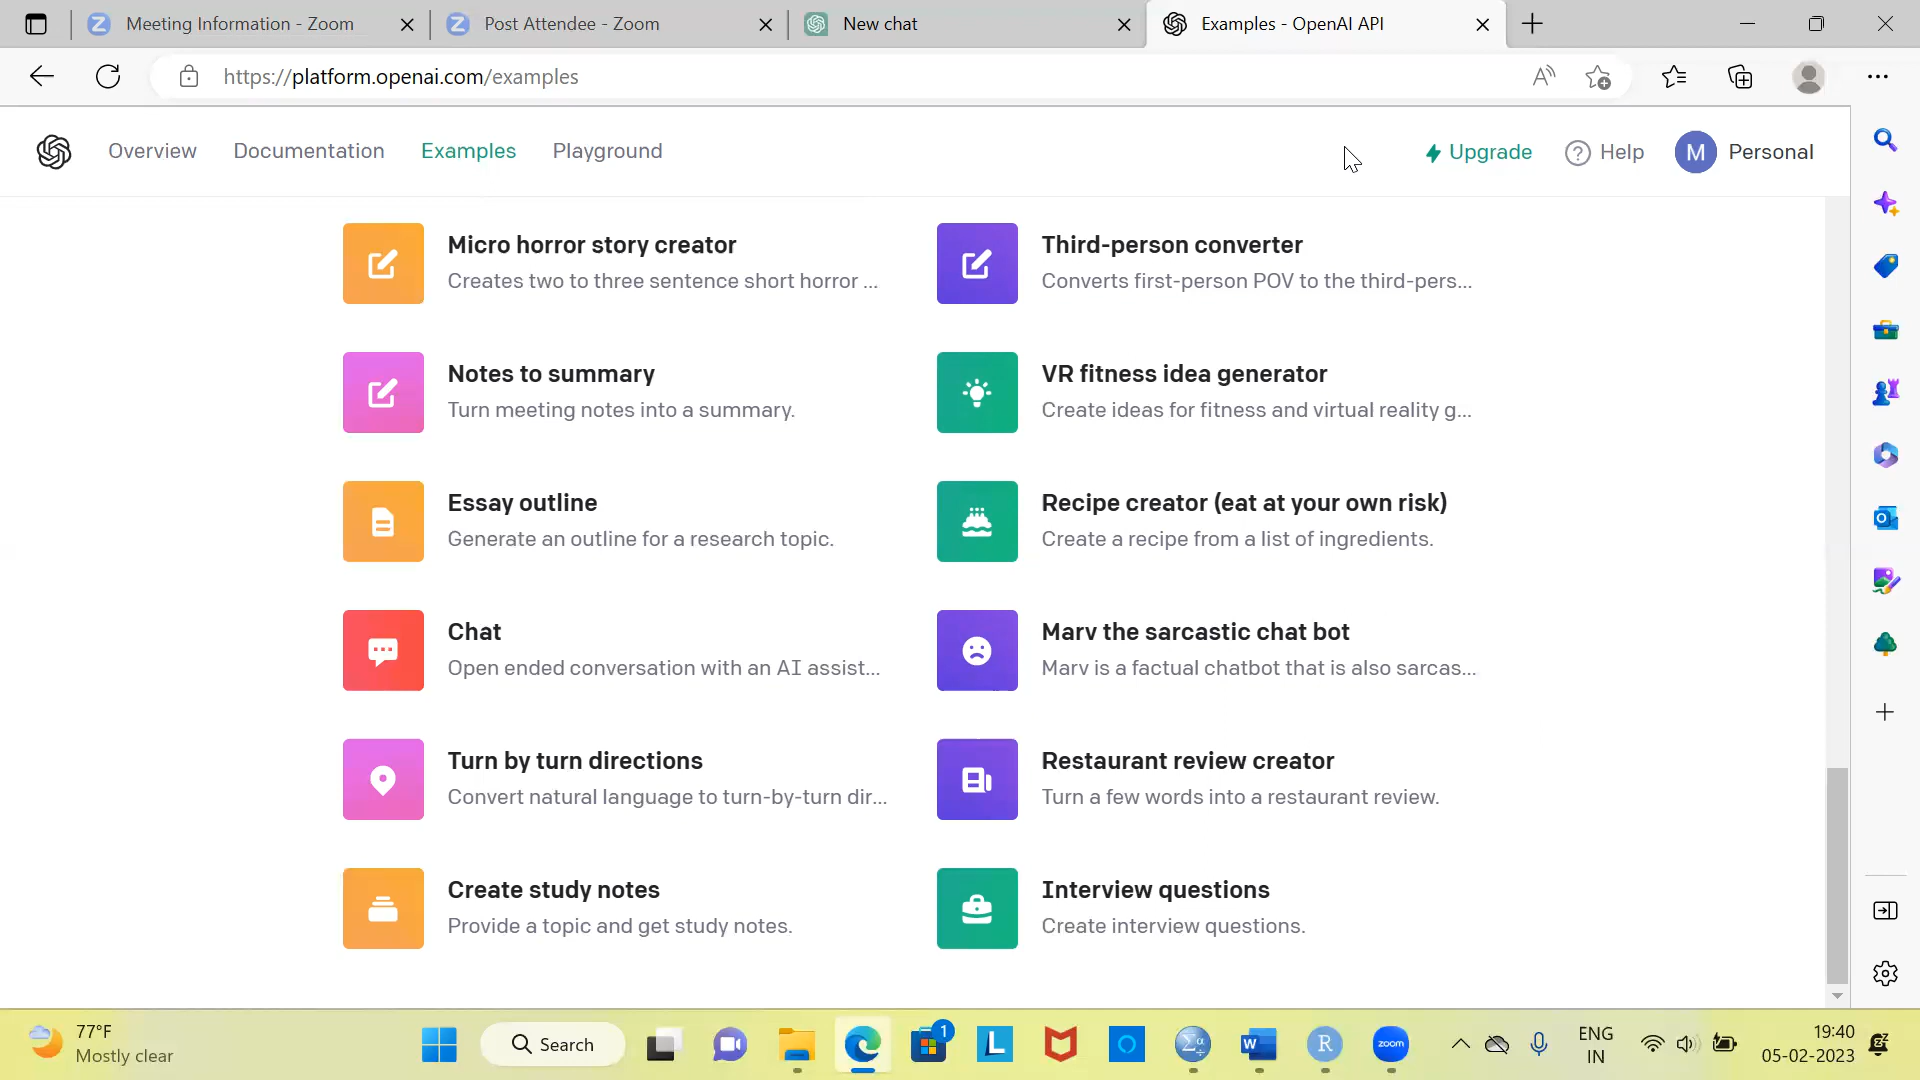 Meeting Information - Zoom
Post Attendee - Zoom
New chat
Examples - OpenAI API
https://platform.openai.com/examples
Overview
Documentation
Examples
Playground
Upgrade
Help
M
Personal
Micro horror story creator
Creates two to three sentence short horror ...
Third-person converter
Converts first-person POV to the third-pers...
Notes to summary
Turn meeting notes into a summary.
VR fitness idea generator
Create ideas for fitness and virtual reality g...
Essay outline
Generate an outline for a research topic.
Recipe creator (eat at your own risk)
Create a recipe from a list of ingredients.
Chat
Open ended conversation with an AI assist...
Marv the sarcastic chat bot
Marv is a factual chatbot that is also sarcas...
Turn by turn directions
Convert natural language to turn-by-turn dir...
Restaurant review creator
Turn a few words into a restaurant review.
Create study notes
Provide a topic and get study notes.
Interview questions
Create interview questions.
77°F
Mostly clear
Search
1
L
Σα
W
R
zoom
ENG
IN
19:40
05-02-2023